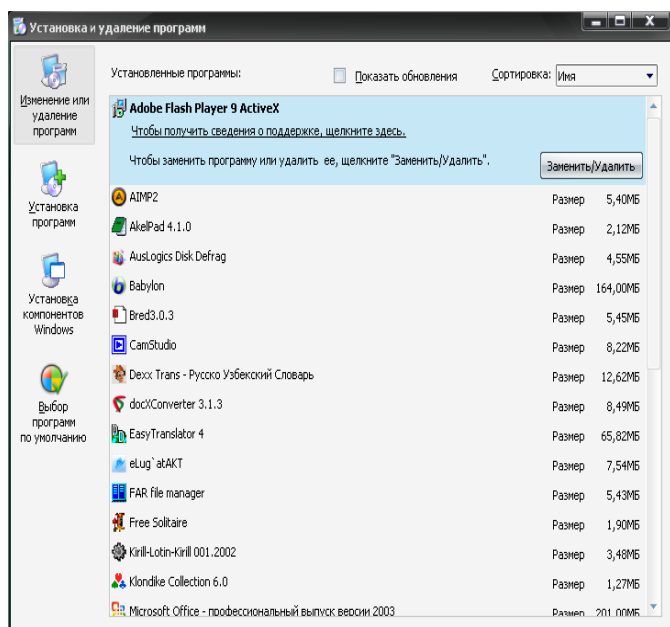 Установка и удаление программ
Изменение или
удаление
программ
Установка
программ
Установка
компонентов
Windows
Выбор
программ
по умолчанию
Установленные программы:
Показать обновления
Сортировка: Имя
Adobe Flash Player 9 ActiveX
Чтобы получить сведения о поддержке, щелкните здесь.
Чтобы заменить программу или удалить ее, щелкните "Заменить/Удалить".
Заменить/Удалить
AIMP2 Размер 5,40МБ
AkelPad 4.1.0 Размер 2,12МБ
AusLogics Disk Defrag Размер 4,55МБ
Babylon Размер 164,00МБ
Bred3.0.3 Размер 5,45МБ
CamStudio Размер 8,22МБ
Dexx Trans - Русско Узбекский Словарь Размер 12,62МБ
docXConverter 3.1.3 Размер 8,49МБ
EasyTranslator 4 Размер 65,82МБ
eLug`atAKT Размер 7,54МБ
FAR file manager Размер 5,43МБ
Free Solitaire Размер 1,90МБ
Kirill-Lotin-Kirill 001.2002 Размер 3,48МБ
Klondike Collection 6.0 Размер 1,27МБ
Microsoft Office - профессиональный выпуск версии 2003 Размер 201,00МБ